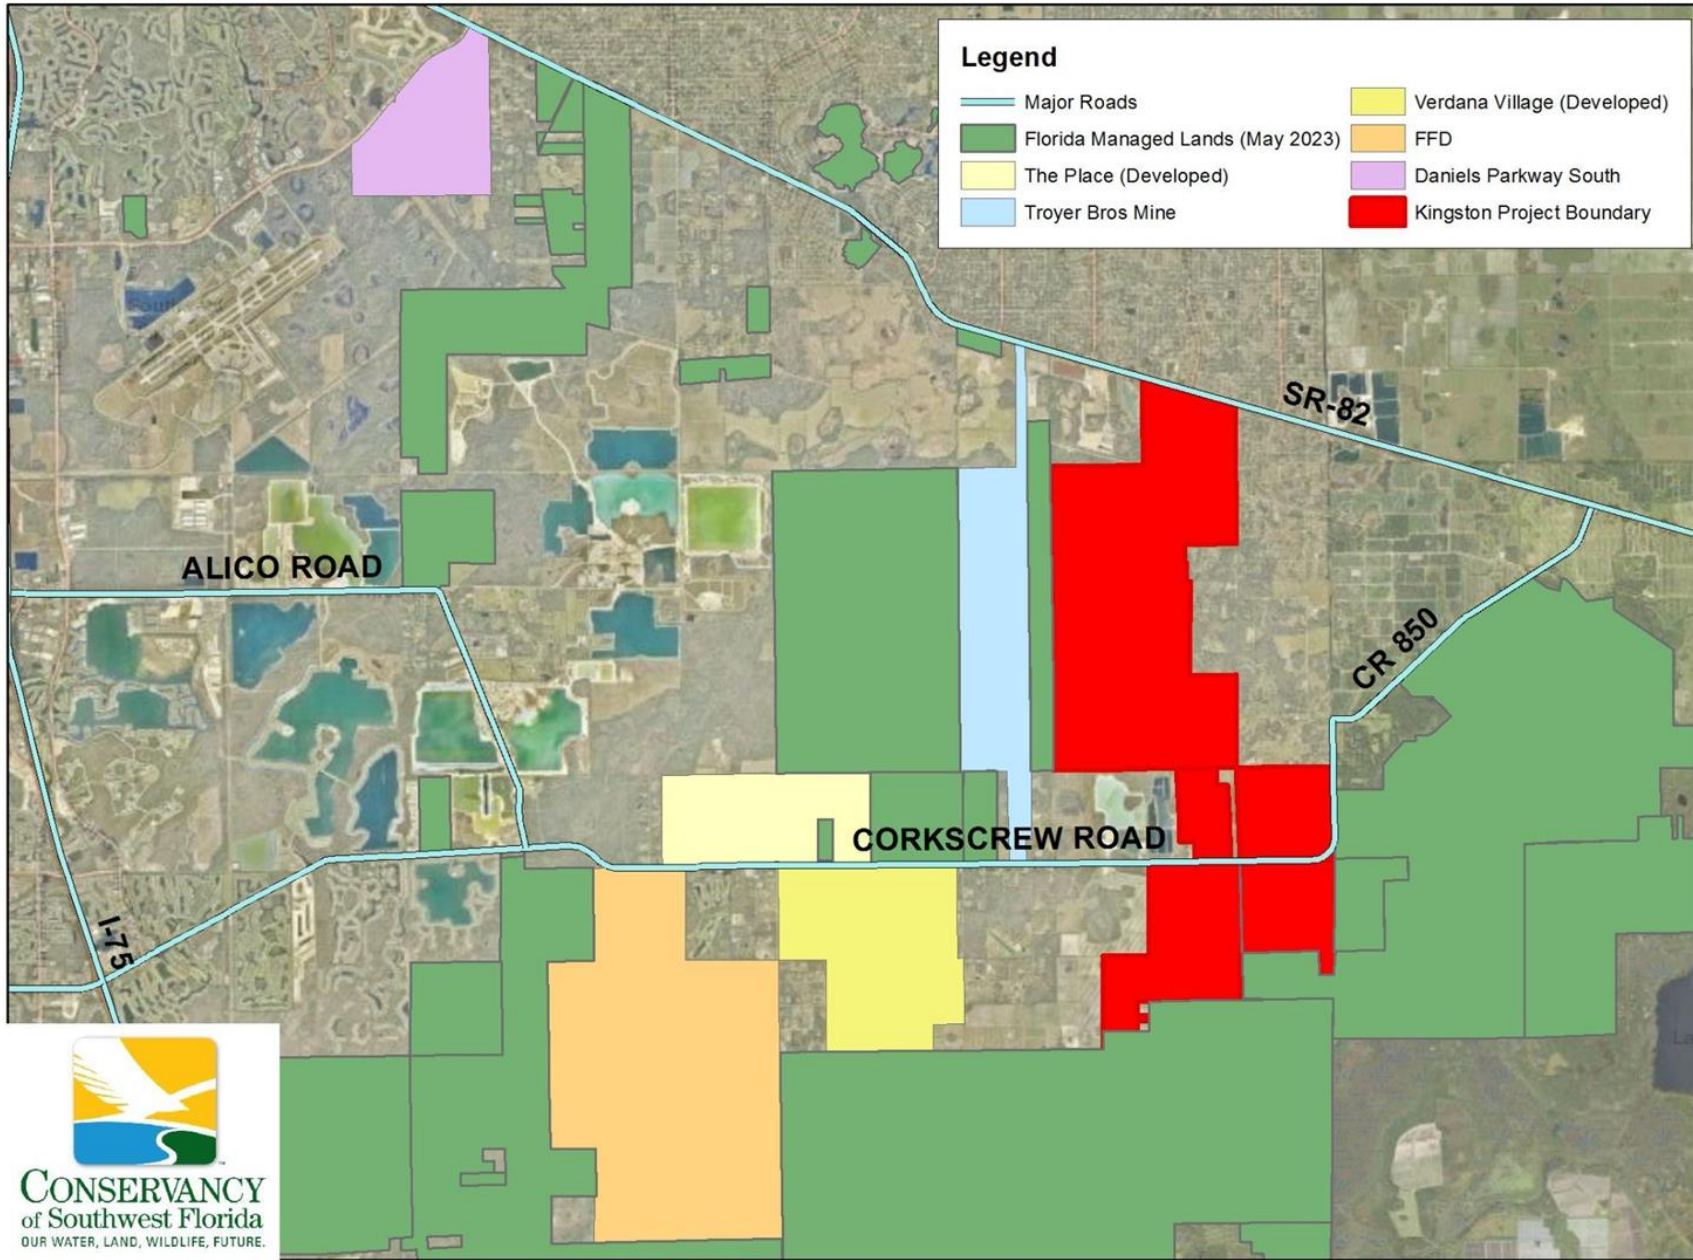 Legend
Major Roads
Florida Managed Lands (May 2023)
The Place (Developed)
Troyer Bros Mine
Verdana Village (Developed)
FFD
Daniels Parkway South
Kingston Project Boundary
SR-82
ALICO ROAD
CR 850
CORKSCREW ROAD
I-75
CONSERVANCY
of Southwest Florida
OUR WATER, LAND, WILDLIFE, FUTURE.